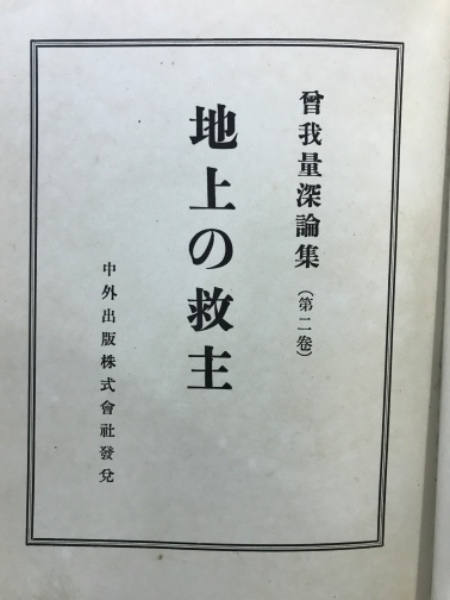 曾我量深論集（第二卷）
地上の救主
中外出版株式會社發兌